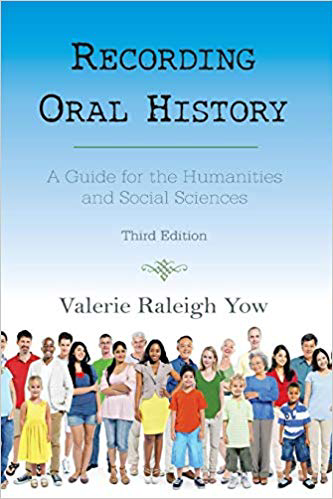 RECORDING
ORAL HISTORY
A Guide for the Humanities
and Social Sciences
Third Edition
Valerie Raleigh Yow